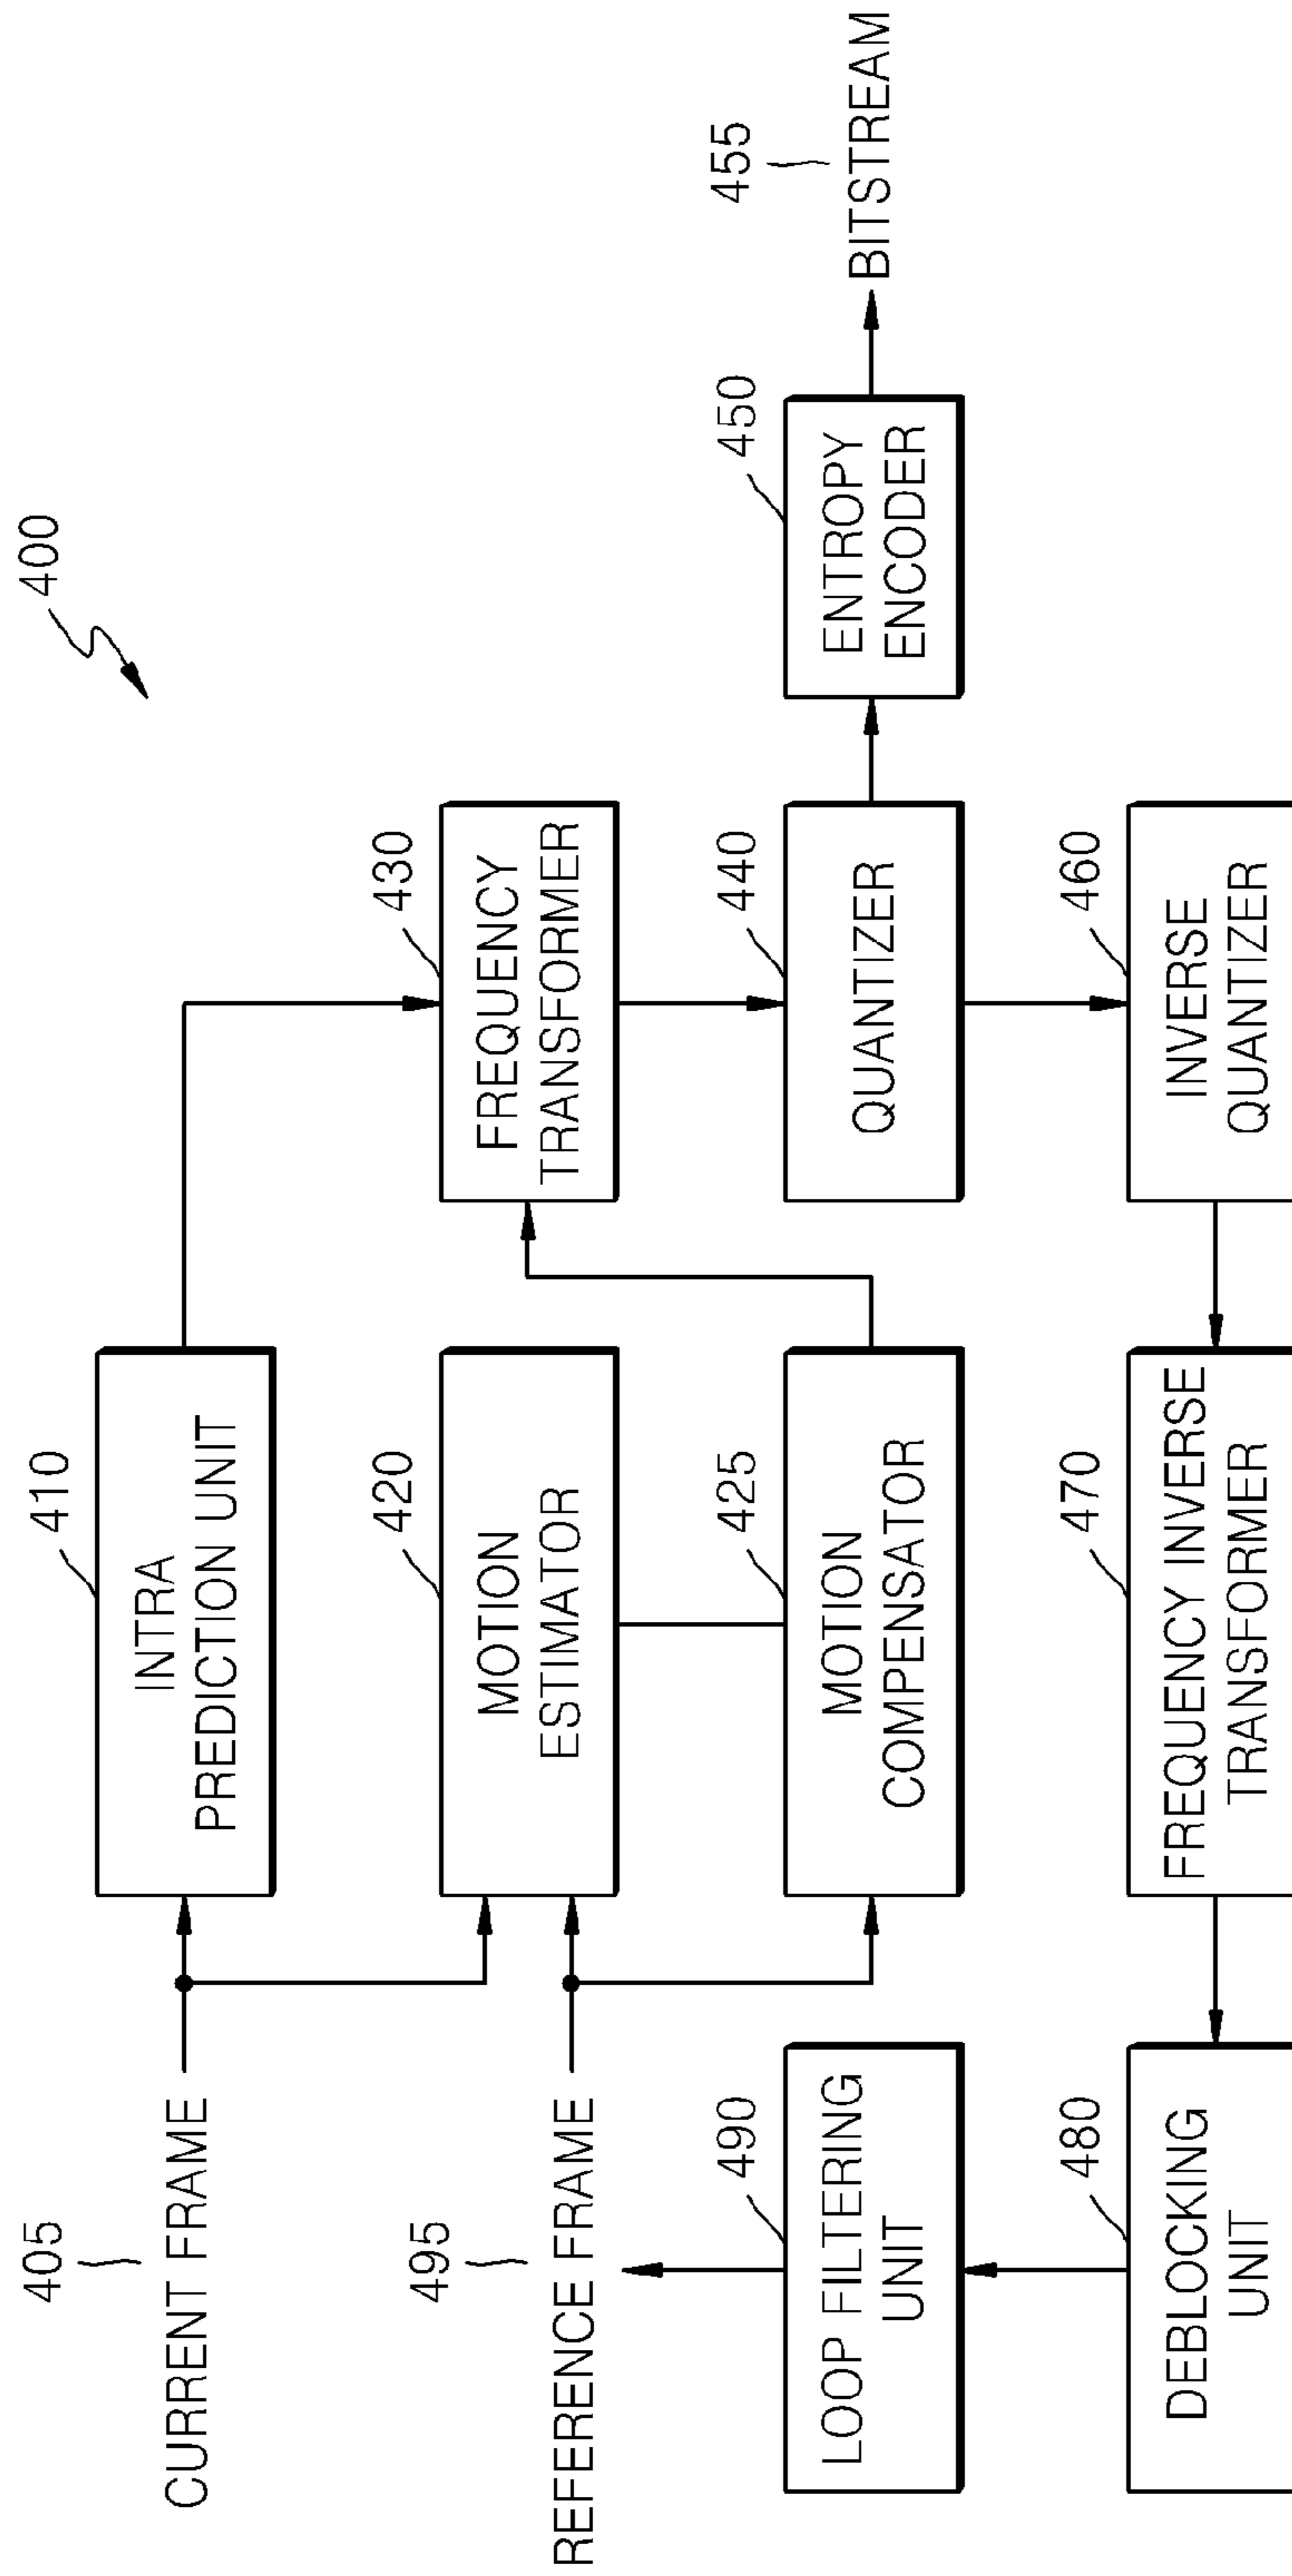 400
405
CURRENT FRAME
410
INTRA
PREDICTION UNIT
495
REFERENCE FRAME
420
MOTION
ESTIMATOR
430
FREQUENCY
TRANSFORMER
490
LOOP FILTERING
UNIT
425
MOTION
COMPENSATOR
440
QUANTIZER
450
ENTROPY
ENCODER
455
BITSTREAM
480
DEBLOCKING
UNIT
470
FREQUENCY INVERSE
TRANSFORMER
460
INVERSE
QUANTIZER